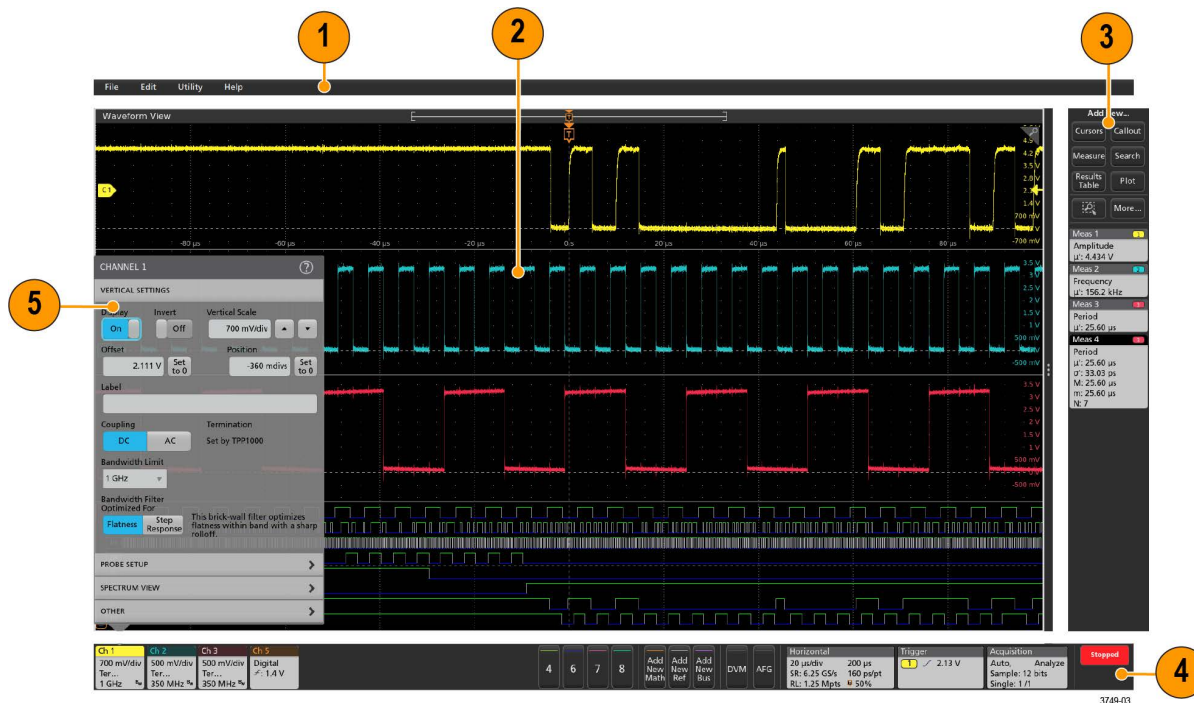 1
2
3
File Edit Utility Help
Waveform View
T
T
C1
4.2 V
3.5 V
2.8 V
1.4 V
700 mV
-700 mV
-80 µs -60 µs -40 µs -20 µs 0 s 20 µs 40 µs 60 µs 80 µs
3.5 V
2.5 V
2 V
1.5 V
1 V
500 mV
-500 mV
3.5 V
3 V
2.5 V
2 V
1.5 V
1 V
500 mV
-500 mV
5
CHANNEL 1 ?
VERTICAL SETTINGS
Display Invert Vertical Scale
On Off 700 mV/div
Offset Position
2.111 V Set to 0 -360 mdivs Set to 0
Label
Coupling Termination
DC AC Set by TPP1000
Bandwidth Limit
1 GHz
Bandwidth Filter
Optimized For
Flatness Step Response This brick-wall filter optimizes
flatness within band with a sharp
rolloff.
PROBE SETUP
SPECTRUM VIEW
OTHER
Add New...
Cursors Callout
Measure Search
Results Table Plot
More...
Meas 1 1
Amplitude
µ': 4.434 V
Meas 2 2
Frequency
µ': 156.2 kHz
Meas 3 3
Period
µ': 25.60 µs
Meas 4 3
Period
µ': 25.60 µs
σ': 33.03 ps
M: 25.60 µs
m: 25.60 µs
N: 7
Ch 1
700 mV/div
Ter...
1 GHz
Ch 2
500 mV/div
Ter...
350 MHz
Ch 3
500 mV/div
Ter...
350 MHz
Ch 5
Digital
1.4 V
4 6 7 8
Add New Math
Add New Ref
Add New Bus
DVM AFG
Horizontal
20 µs/div 200 µs
SR: 6.25 GS/s 160 ps/pt
RL: 1.25 Mpts 50%
Trigger
1 2.13 V
Acquisition
Auto, Analyze
Sample: 12 bits
Single: 1 /1
Stopped
4
3749-03